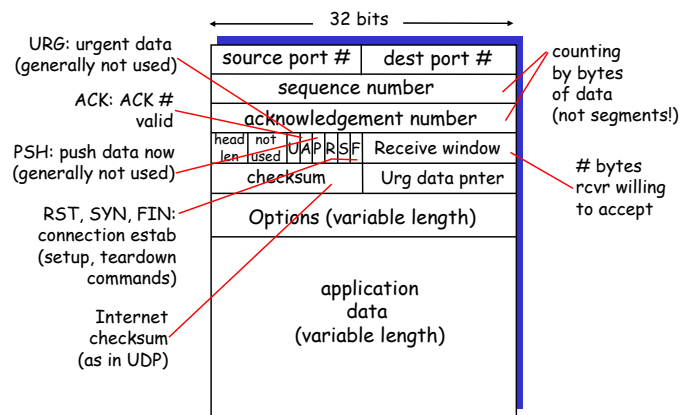 32 bits
source port #
dest port #
sequence number
acknowledgement number
head
len
not
used
U
A
P
R
S
F
Receive window
checksum
Urg data pnter
Options (variable length)
application
data
(variable length)
URG: urgent data
(generally not used)
ACK: ACK #
valid
PSH: push data now
(generally not used)
RST, SYN, FIN:
connection estab
(setup, teardown
commands)
Internet
checksum
(as in UDP)
counting
by bytes
of data
(not segments!)
# bytes
rcvr willing
to accept